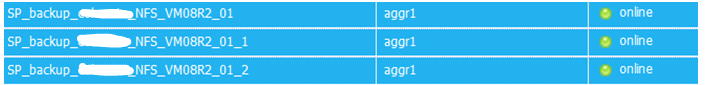 SP_backup_ _NFS_VM08R2_01 aggr1 online
SP_backup_ _NFS_VM08R2_01_1 aggr1 online
SP_backup_ _NFS_VM08R2_01_2 aggr1 online